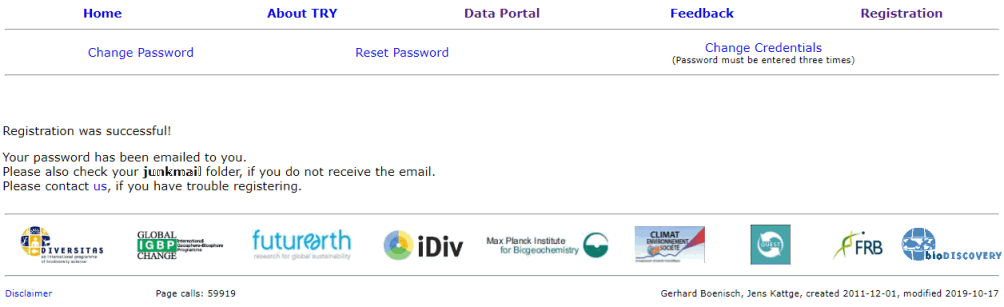 Home About TRY Data Portal Feedback Registration
Change Password Reset Password Change Credentials
(Password must be entered three times)
Registration was successful!
Your password has been emailed to you.
Please also check your junkmail folder, if you do not receive the email.
Please contact us, if you have trouble registering.
DIVERSITAS
an international programme
of biodiversity science
GLOBAL
IGBP
CHANGE
International
Geosphere-Biosphere
Programme
futurearth
research for global sustainability
iDiv
Max Planck Institute
for Biogeochemistry
CLIMAT
ENVIRONNEMENT
SOCIÉTÉ
QUEST
FRB
bioDISCOVERY
Disclaimer Page calls: 59919 Gerhard Boenisch, Jens Kattge, created 2011-12-01, modified 2019-10-17